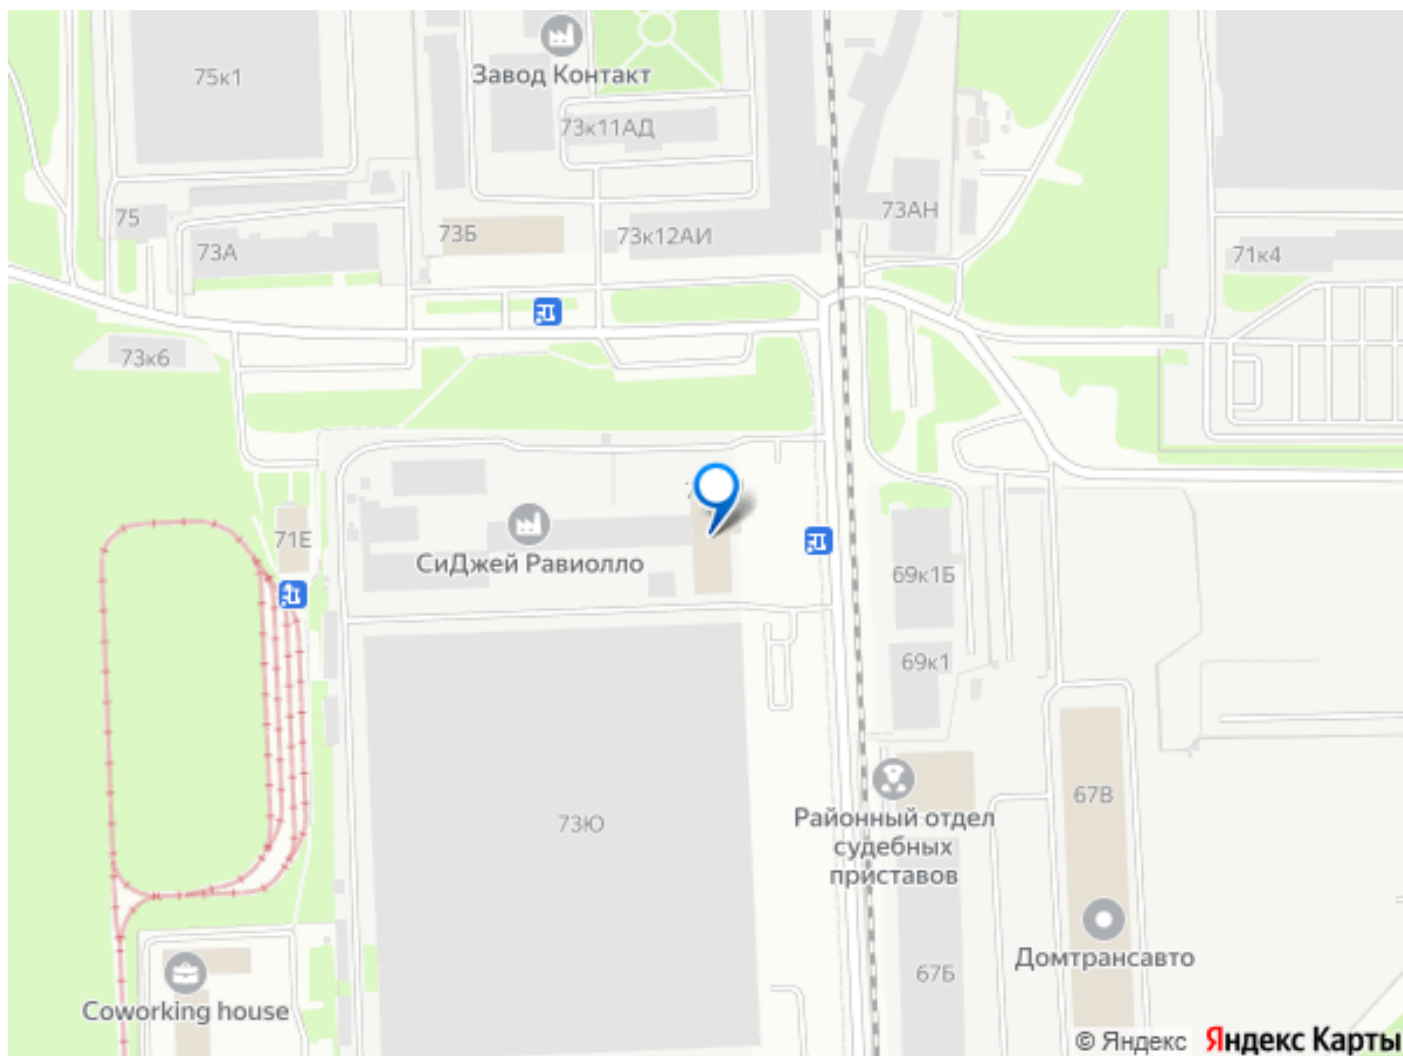 75к1
Завод Контакт
73к11АД
75
73А
73Б
73к12АИ
73АН
71к4
73к6
71Е
СиДжей Равиолло
69к1Б
69к1
73Ю
Районный отдел
судебных
приставов
67В
67Б
Домтрансавто
Coworking house
© Яндекс Яндекс Карты